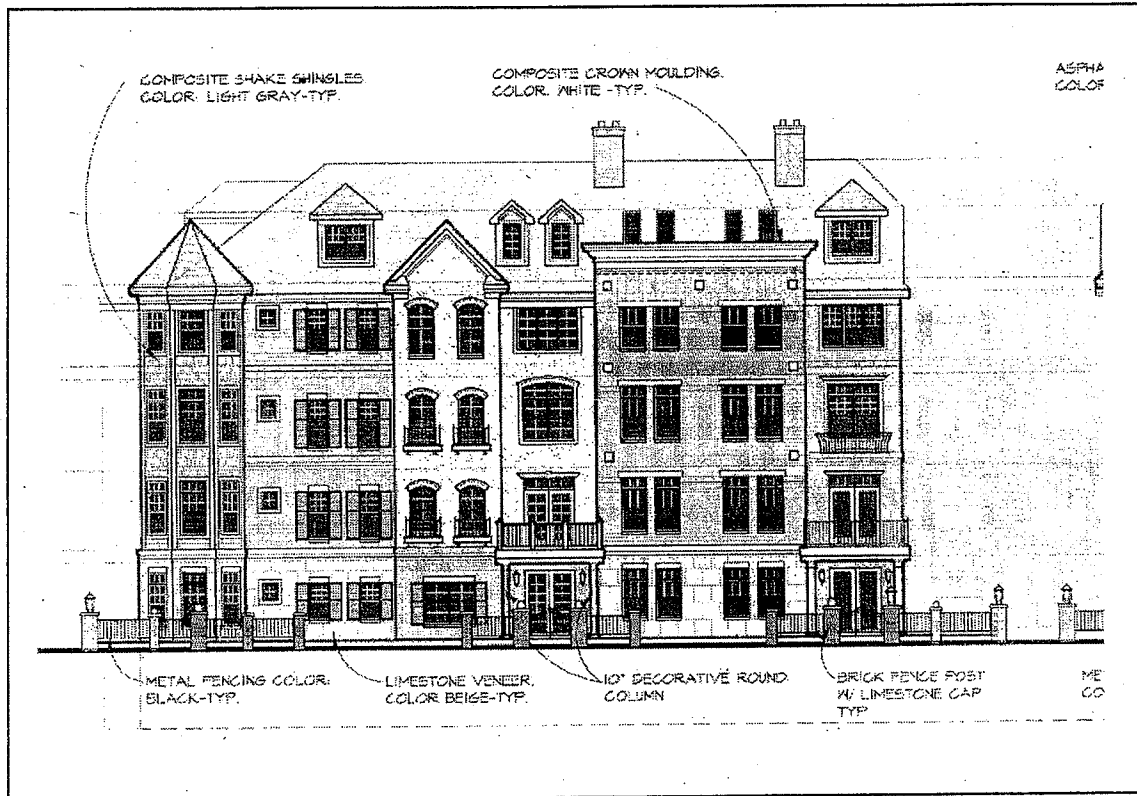 COMPOSITE SHAKE SHINGLES.
COLOR: LIGHT GRAY-TYP.
COMPOSITE CROWN MOULDING.
COLOR: WHITE -TYP.
ASPHA
COLOR
METAL FENCING COLOR:
BLACK-TYP.
LIMESTONE VENEER.
COLOR BEIGE-TYP.
10" DECORATIVE ROUND
COLUMN
BRICK FENCE POST
W/ LIMESTONE CAP
TYP
ME
CO